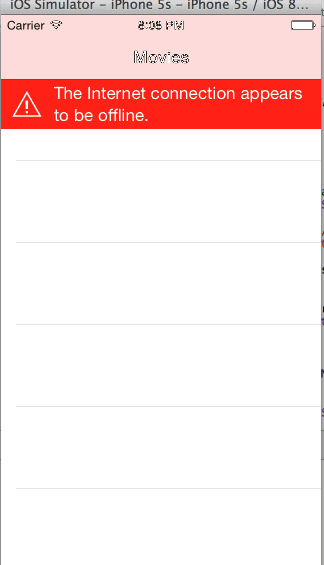 iOS Simulator - iPhone 5s - iPhone 5s / iOS 8...
Carrier 8:05 PM
Movies
The Internet connection appears
to be offline.